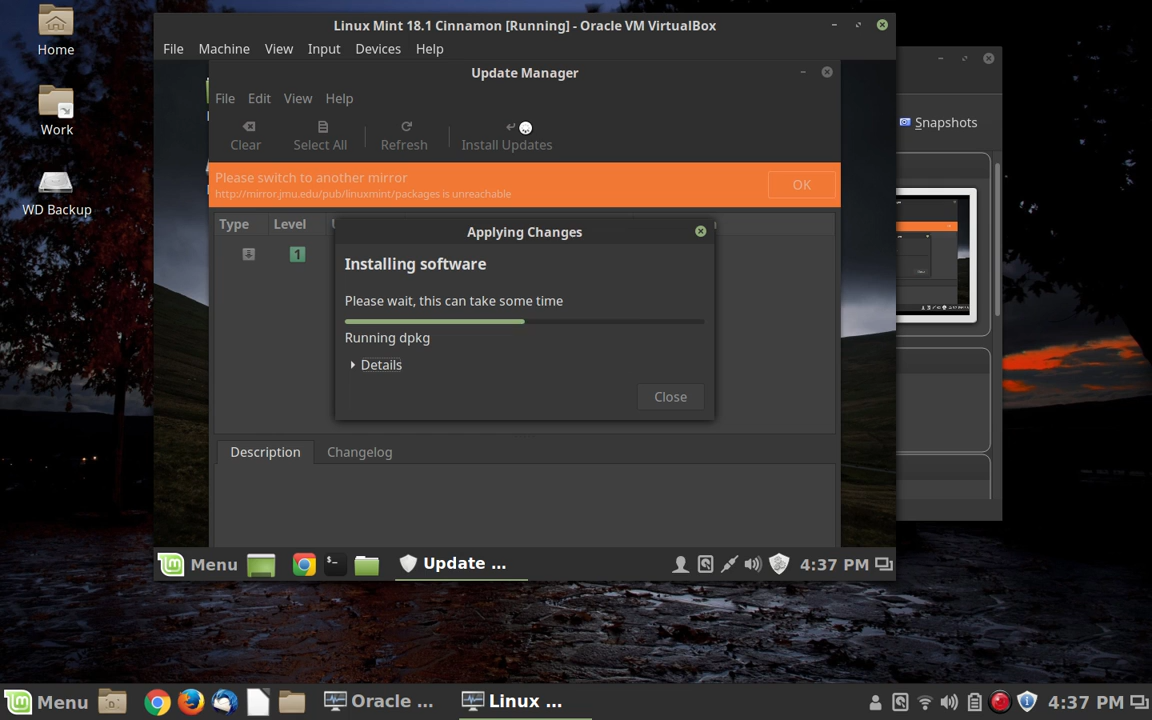 Home
Work
WD Backup
Linux Mint 18.1 Cinnamon [Running] - Oracle VM VirtualBox
File Machine View Input Devices Help
Update Manager
File Edit View Help
Clear Select All Refresh Install Updates
Please switch to another mirror
http://mirror.jmu.edu/pub/linuxmint/packages is unreachable
OK
Type Level
1
Applying Changes
Installing software
Please wait, this can take some time
Running dpkg
Details
Close
Description Changelog
Menu Update ... 4:37 PM
Snapshots
Menu Oracle ... Linux ... 4:37 PM